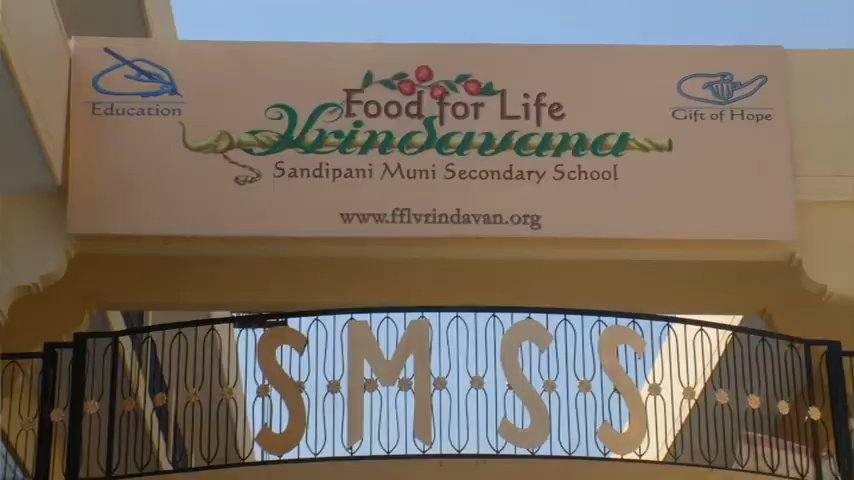 Education
Food for Life
Vrindavana
Sandipani Muni Secondary School
www.fflvrindavan.org
Gift of Hope
SMSS